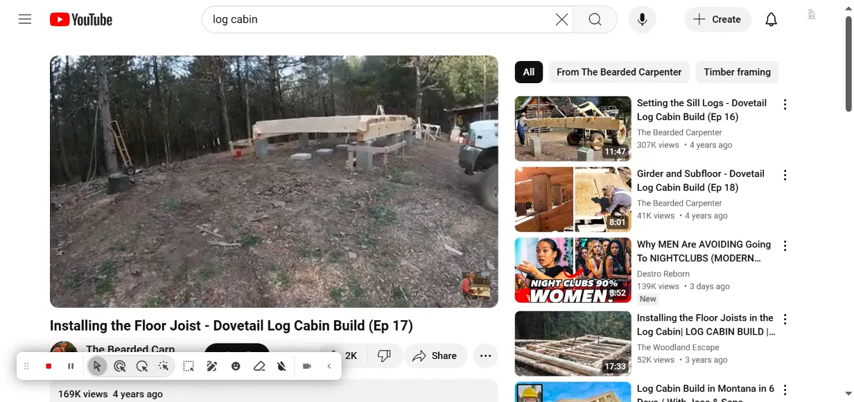 YouTube
log cabin
Create
All
From The Bearded Carpenter
Timber framing
Setting the Sill Logs - Dovetail
Log Cabin Build (Ep 16)
The Bearded Carpenter
307K views • 4 years ago
11:47
Girder and Subfloor - Dovetail
Log Cabin Build (Ep 18)
The Bearded Carpenter
41K views • 4 years ago
8:01
Why MEN Are AVOIDING Going
To NIGHTCLUBS (MODERN...
Destro Reborn
139K views • 3 days ago
New
NIGHT CLUBS 90%
WOMEN?
8:52
Installing the Floor Joists in the
Log Cabin| LOG CABIN BUILD |...
The Woodland Escape
52K views • 3 years ago
17:33
Log Cabin Build in Montana in 6
Installing the Floor Joist - Dovetail Log Cabin Build (Ep 17)
The Bearded Carp
2K
Share
169K views 4 years ago